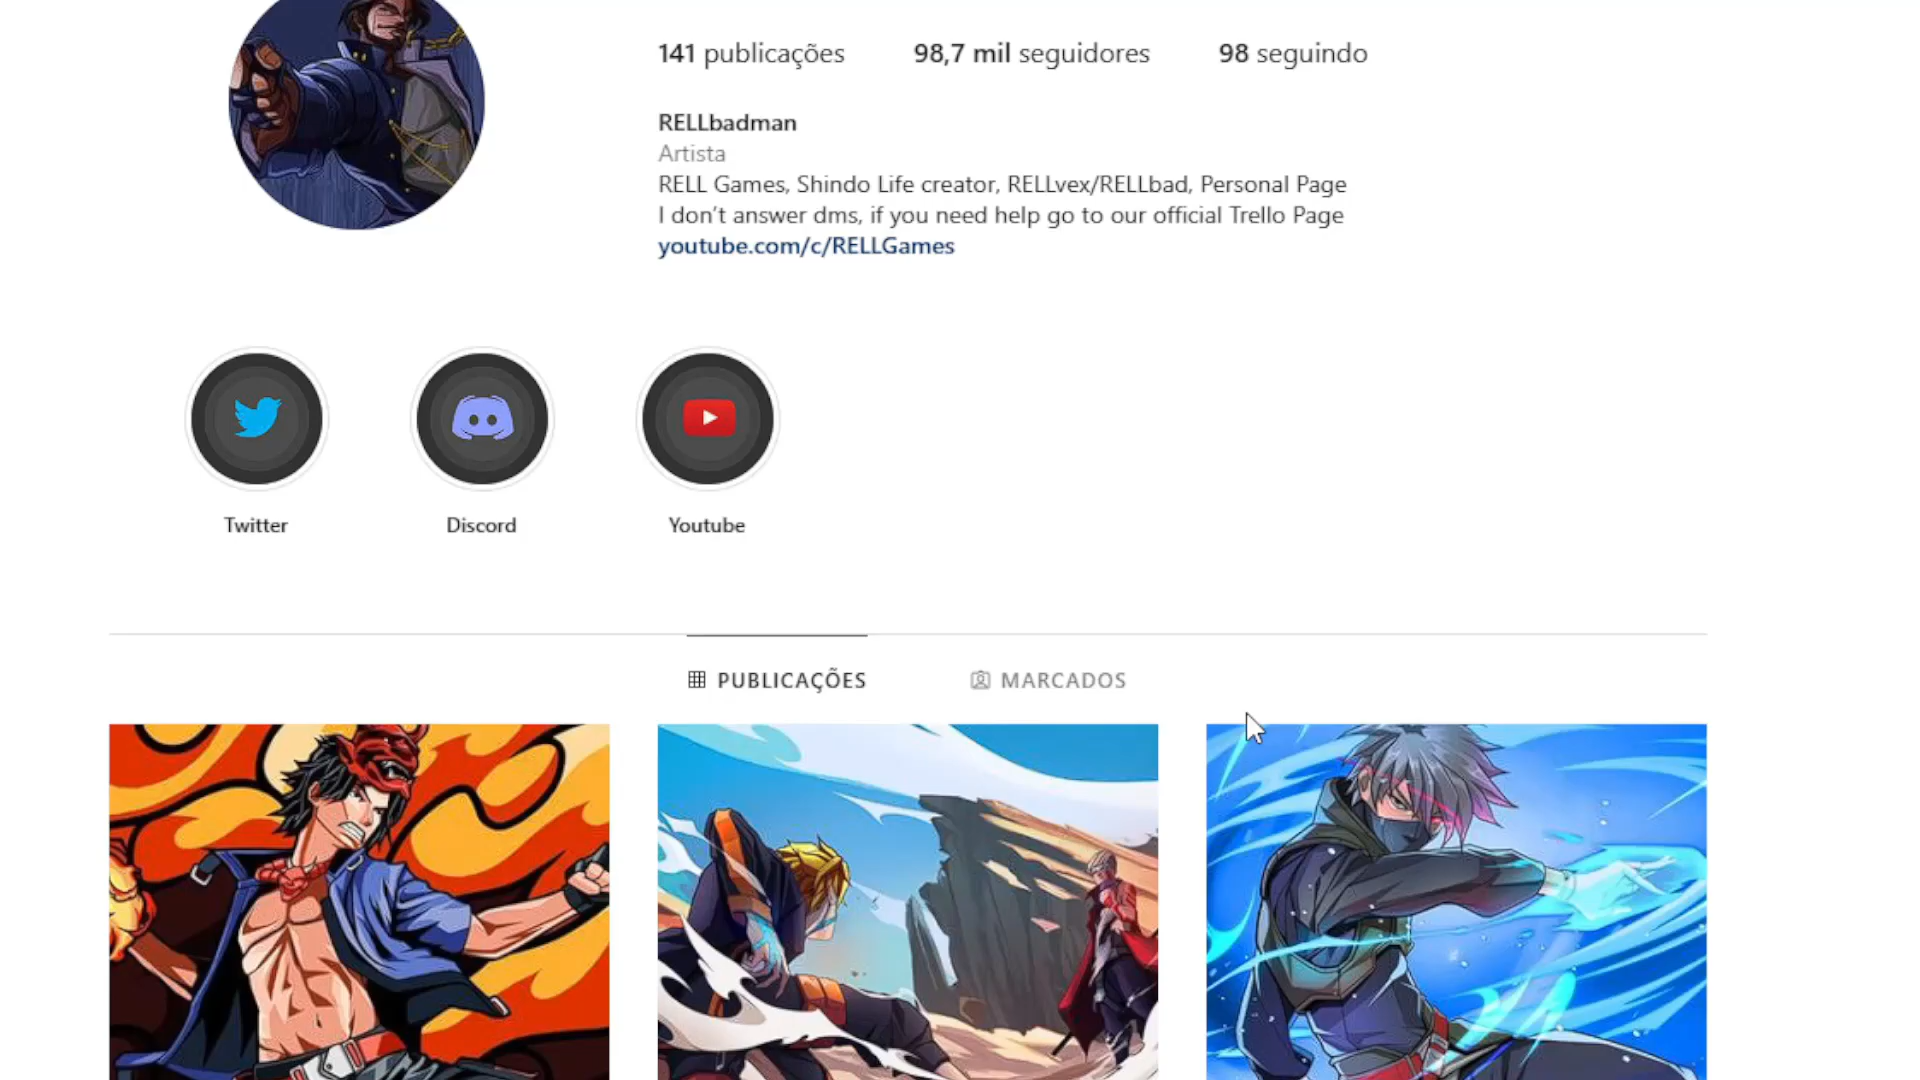 141 publicações 98,7 mil seguidores 98 seguindo
RELLbadman
Artista
RELL Games, Shindo Life creator, RELLvex/RELLbad, Personal Page
I don’t answer dms, if you need help go to our official Trello Page
youtube.com/c/RELLGames
Twitter Discord Youtube
PUBLICAÇÕES MARCADOS